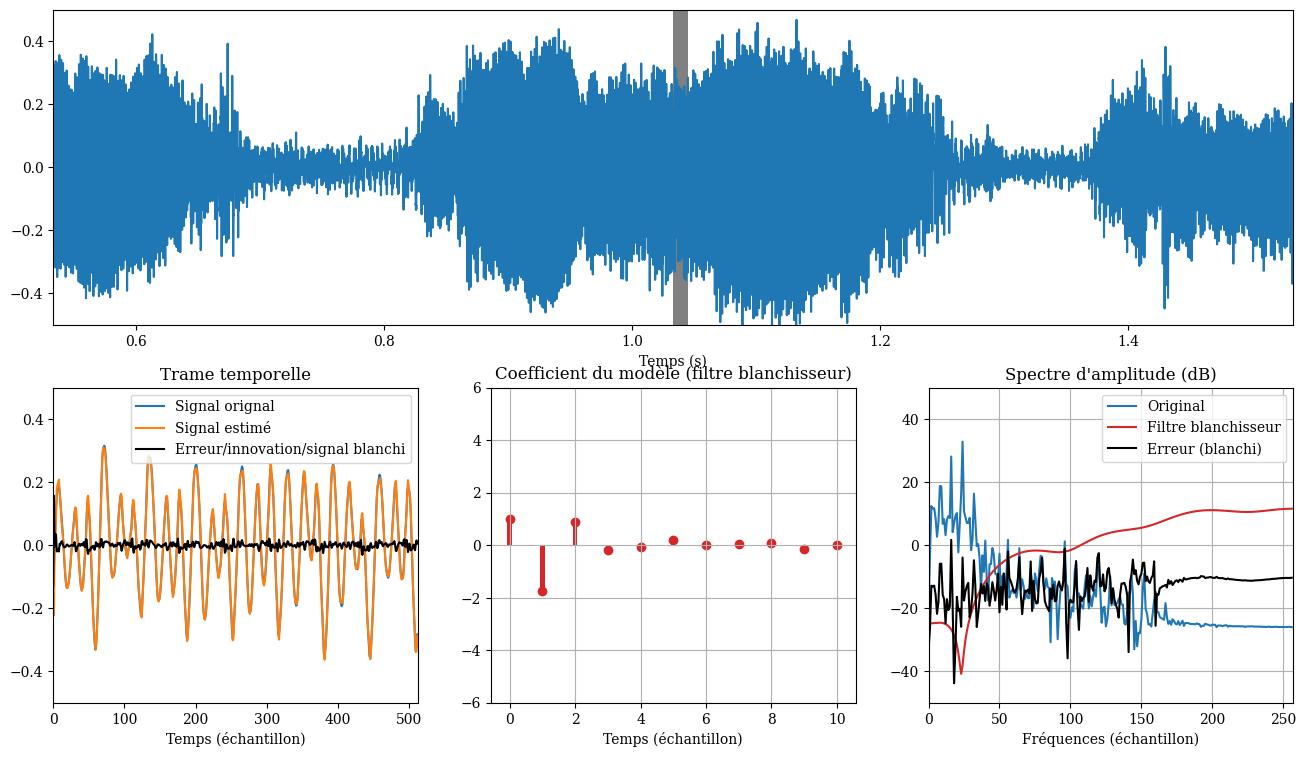 0.4
0.2
0.0
−0.2
−0.4
0.6 0.8 1.0 1.2 1.4
Temps (s)
Trame temporelle
Signal orignal
Signal estimé
Erreur/innovation/signal blanchi
0.4
0.2
0.0
−0.2
−0.4
0 100 200 300 400 500
Temps (échantillon)
Coefficient du modèle (filtre blanchisseur)
6
4
2
0
−2
−4
−6
0 2 4 6 8 10
Temps (échantillon)
Spectre d'amplitude (dB)
Original
Filtre blanchisseur
Erreur (blanchi)
40
20
0
−20
−40
0 50 100 150 200 250
Fréquences (échantillon)